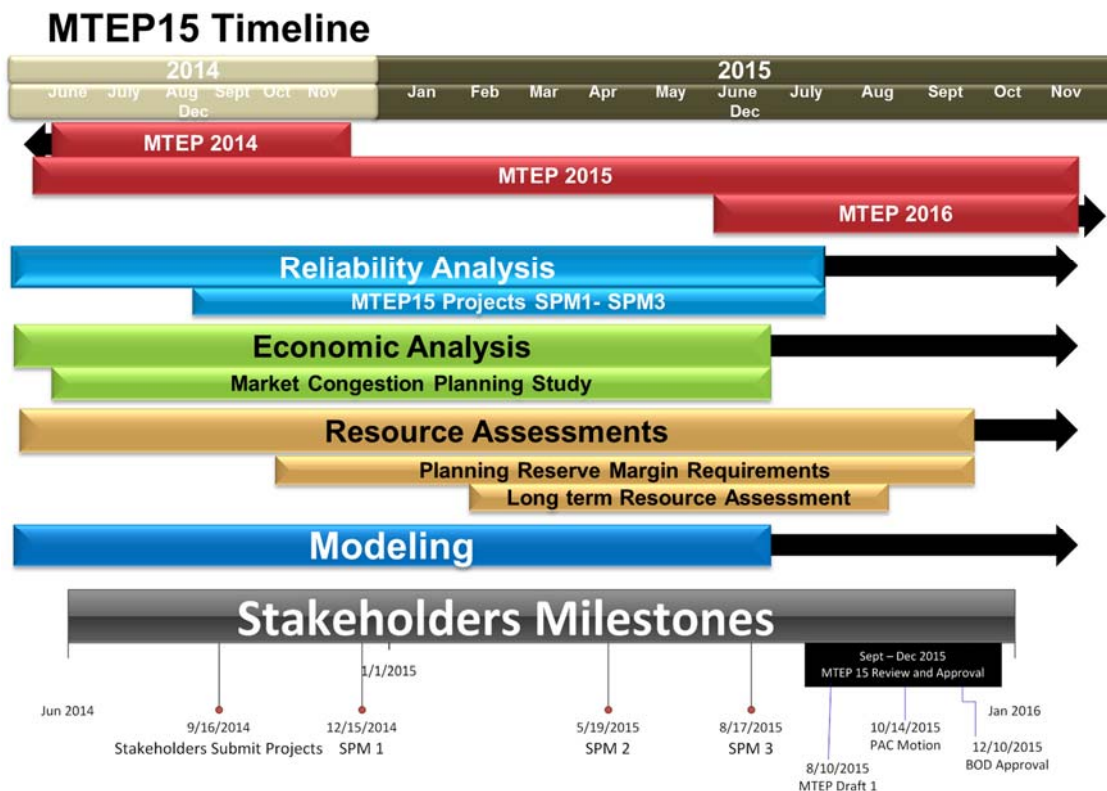 MTEP15 Timeline
2014 2015
June July Aug Sept Oct Nov Jan Feb Mar Apr May June July Aug Sept Oct Nov
Dec Dec
MTEP 2014
MTEP 2015
MTEP 2016
Reliability Analysis
MTEP15 Projects SPM1- SPM3
Economic Analysis
Market Congestion Planning Study
Resource Assessments
Planning Reserve Margin Requirements
Long term Resource Assessment
Modeling
Stakeholders Milestones
Sept – Dec 2015
MTEP 15 Review and Approval
1/1/2015
Jun 2014
Jan 2016
9/16/2014
Stakeholders Submit Projects
12/15/2014
SPM 1
5/19/2015
SPM 2
8/17/2015
SPM 3
8/10/2015
MTEP Draft 1
10/14/2015
PAC Motion
12/10/2015
BOD Approval